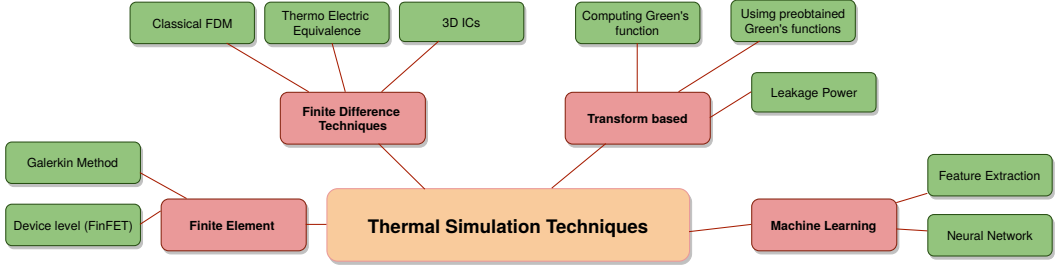 Classical FDM
Thermo Electric
Equivalence
3D ICs
Computing Green's
function
Usimg preobtained
Green's functions
Finite Difference
Techniques
Transform based
Leakage Power
Galerkin Method
Device level (FinFET)
Finite Element
Thermal Simulation Techniques
Machine Learning
Feature Extraction
Neural Network